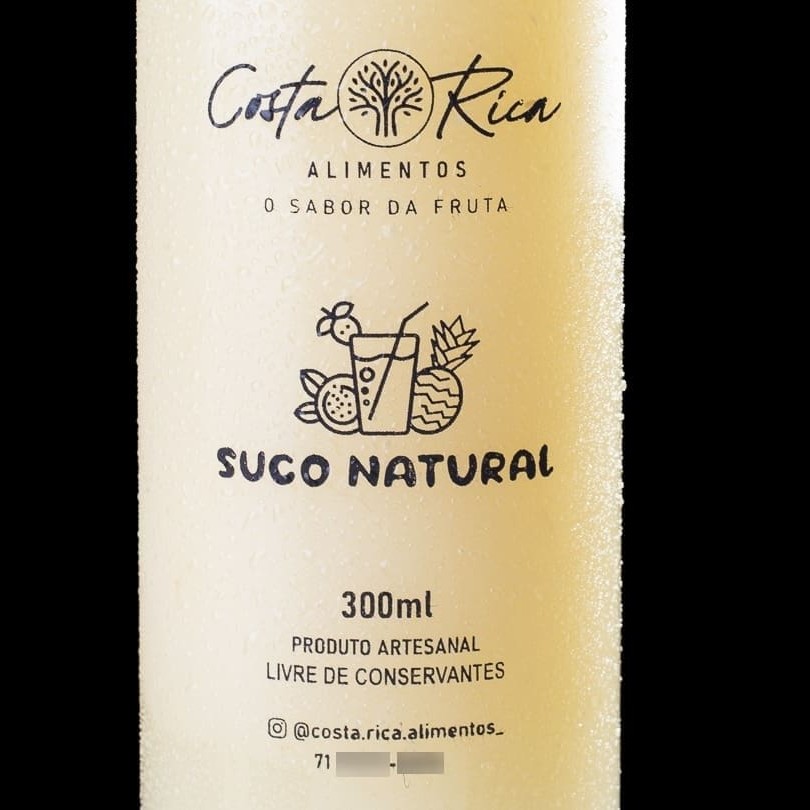 Costa Rica
ALIMENTOS
O SABOR DA FRUTA
SUCO NATURAL
300ml
PRODUTO ARTESANAL
LIVRE DE CONSERVANTES
@costa.rica.alimentos_
71 -